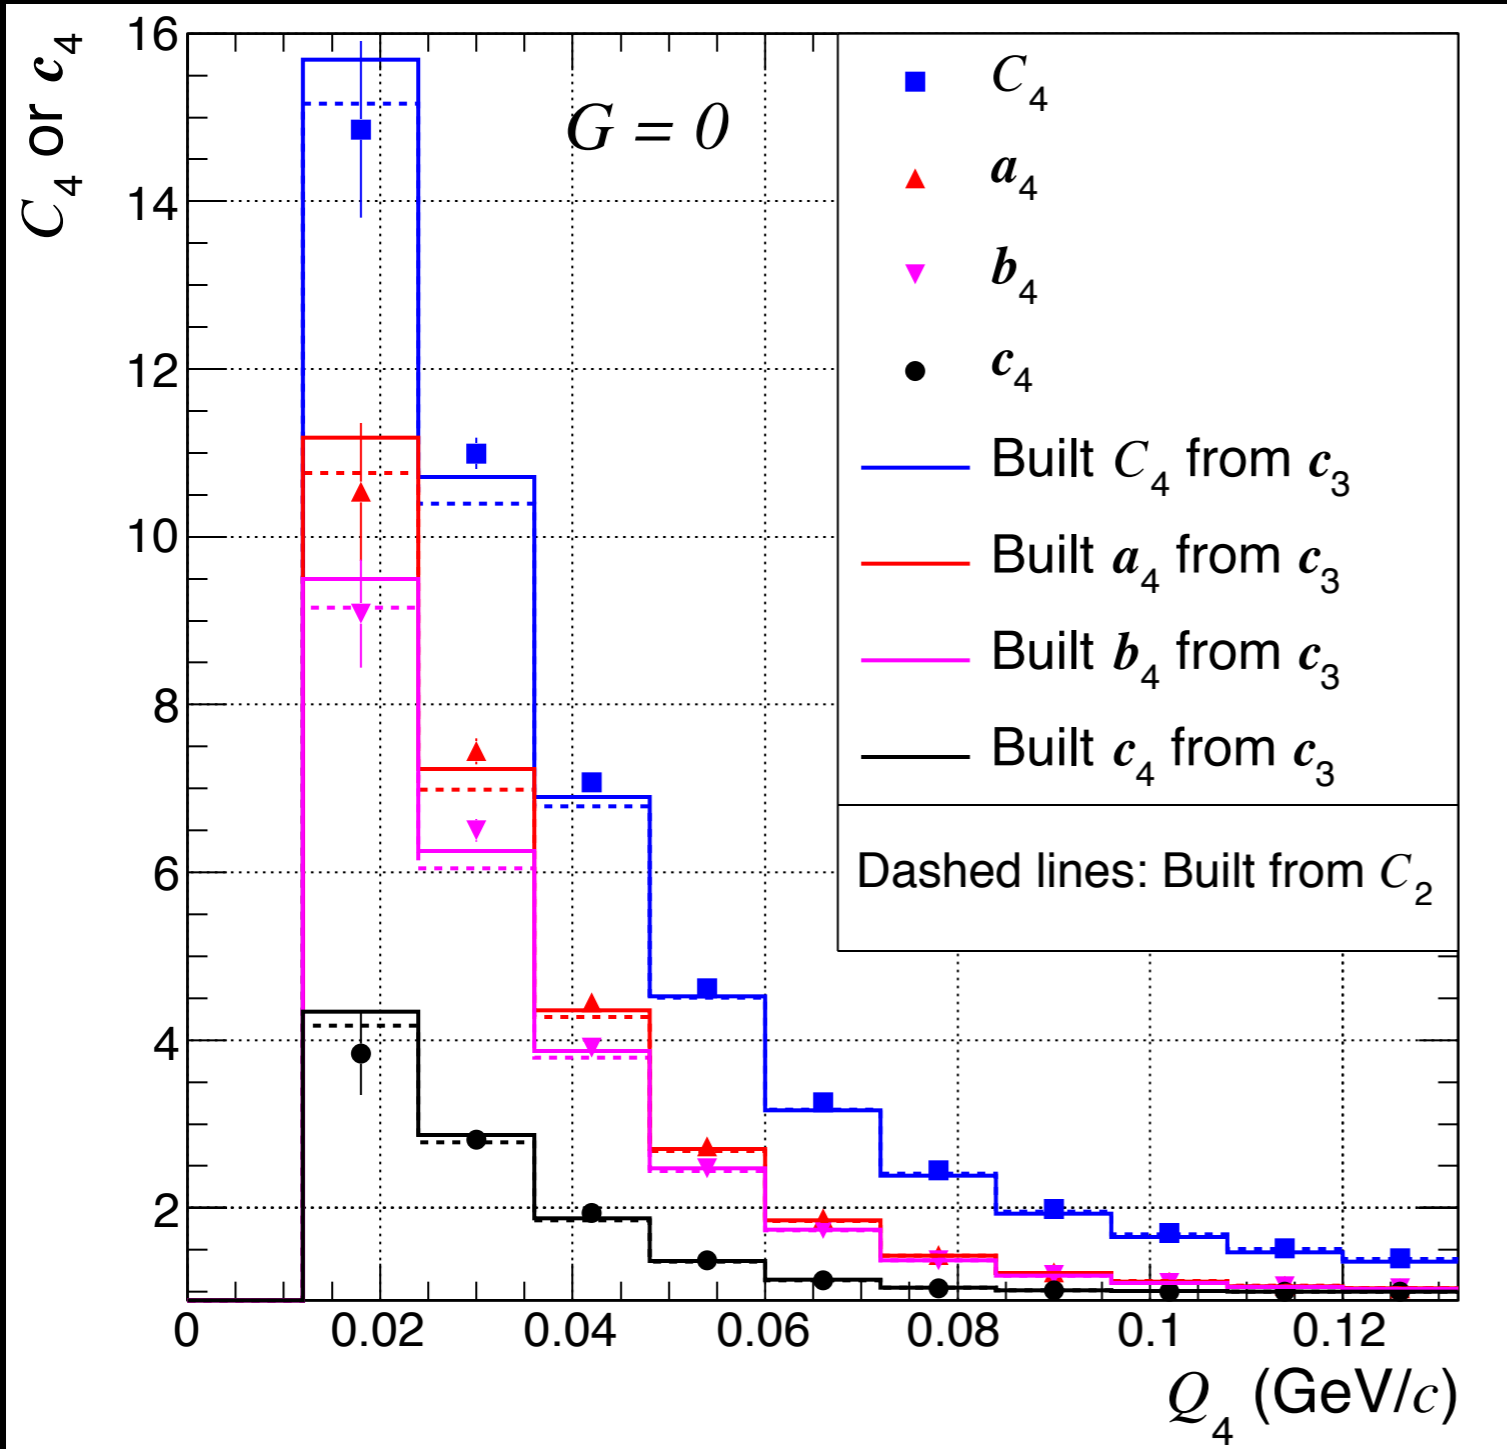 C4 or c4
16
14
12
10
8
6
4
2
G = 0
C4
a4
b4
c4
Built C4 from c3
Built a4 from c3
Built b4 from c3
Built c4 from c3
Dashed lines: Built from C2
0 0.02 0.04 0.06 0.08 0.1 0.12
Q4 (GeV/c)